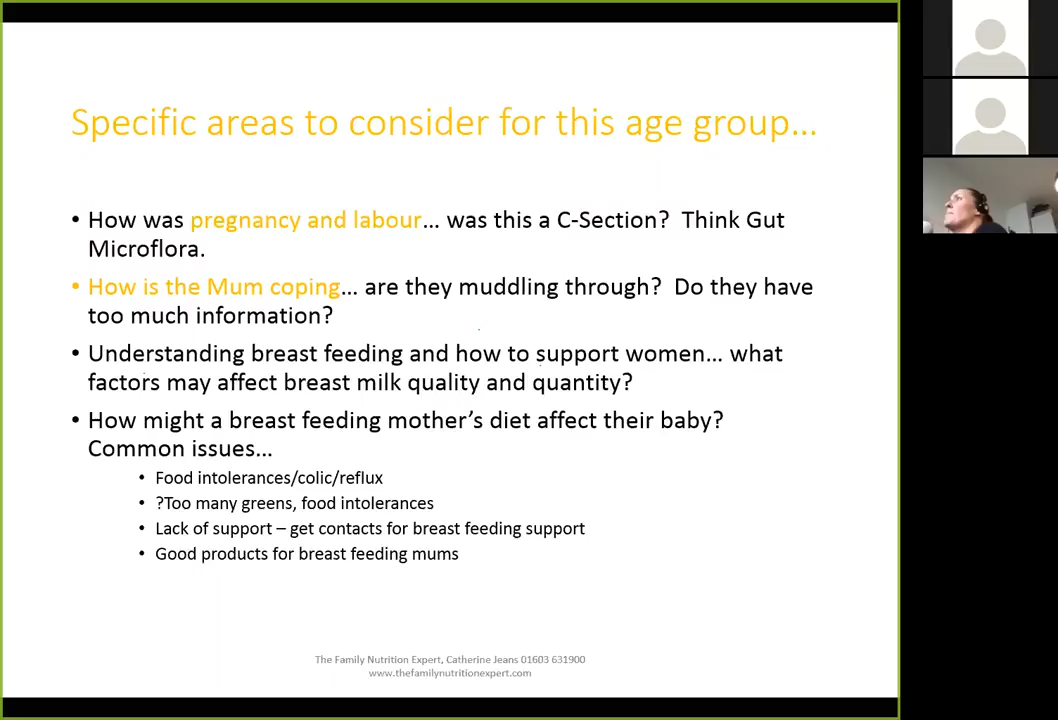 Specific areas to consider for this age group...
• How was pregnancy and labour... was this a C-Section? Think Gut
Microflora.
• How is the Mum coping... are they muddling through? Do they have
too much information?
• Understanding breast feeding and how to support women... what
factors may affect breast milk quality and quantity?
• How might a breast feeding mother's diet affect their baby?
Common issues...
• Food intolerances/colic/reflux
• ?Too many greens, food intolerances
• Lack of support – get contacts for breast feeding support
• Good products for breast feeding mums
The Family Nutrition Expert, Catherine Jeans 01603 631900
www.thefamilynutritionexpert.com